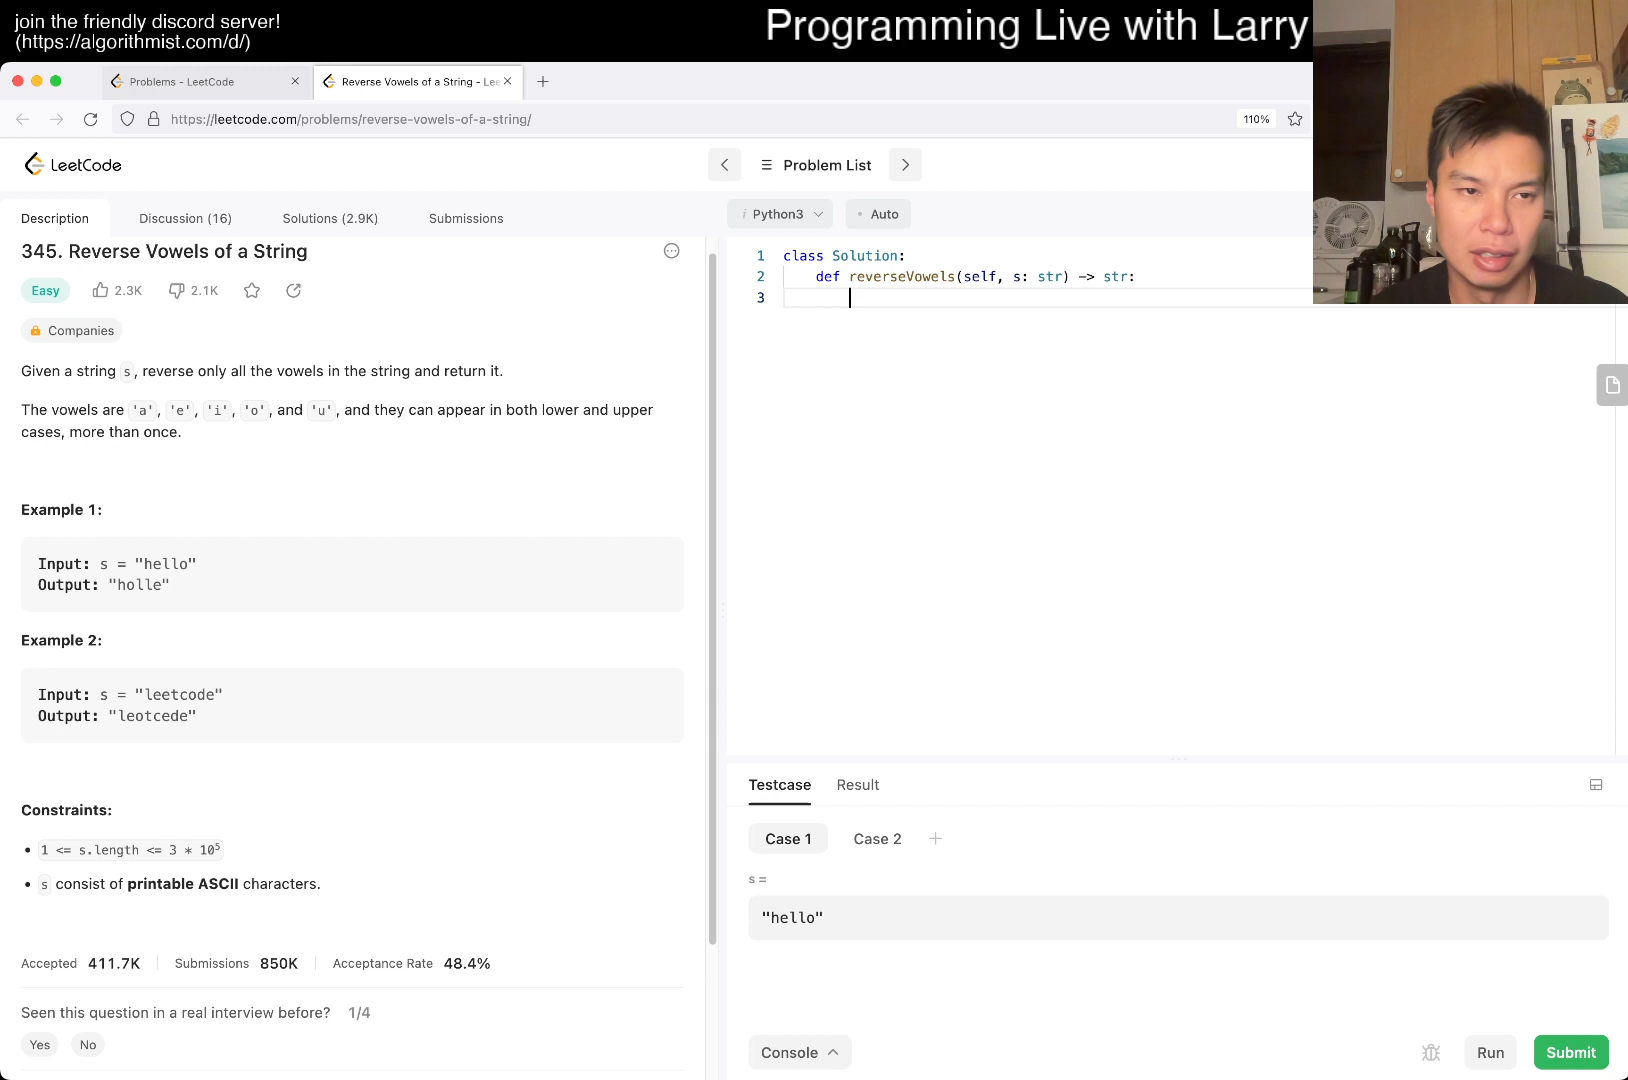 join the friendly discord server!
(https://algorithmist.com/d/)
Programming Live with Larry
Problems - LeetCode
Reverse Vowels of a String - Lee
https://leetcode.com/problems/reverse-vowels-of-a-string/
110%
LeetCode
Problem List
Description
Discussion (16)
Solutions (2.9K)
Submissions
i Python3
• Auto
345. Reverse Vowels of a String
Easy
2.3K
2.1K
Companies
Given a string s, reverse only all the vowels in the string and return it.
The vowels are 'a', 'e', 'i', 'o', and 'u', and they can appear in both lower and upper
cases, more than once.
Example 1:
Input: s = "hello"
Output: "holle"
Example 2:
Input: s = "leetcode"
Output: "leotcede"
Constraints:
• 1 <= s.length <= 3 * 10⁵
• s consist of printable ASCII characters.
Accepted 411.7K
Submissions 850K
Acceptance Rate 48.4%
Seen this question in a real interview before? 1/4
Yes
No
1 class Solution:
2 def reverseVowels(self, s: str) -> str:
3
Testcase
Result
Case 1
Case 2
s =
"hello"
Console
Run
Submit